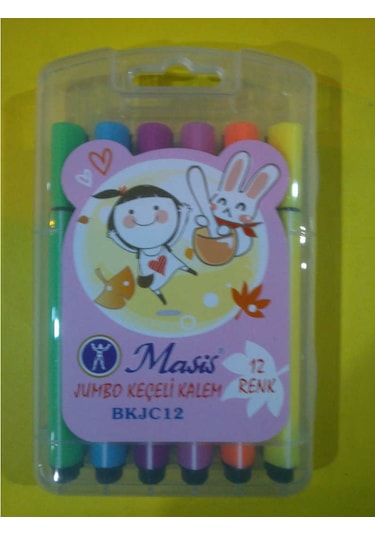 Masis
12
RENK
JUMBO KEÇELİ KALEM
BKJC12